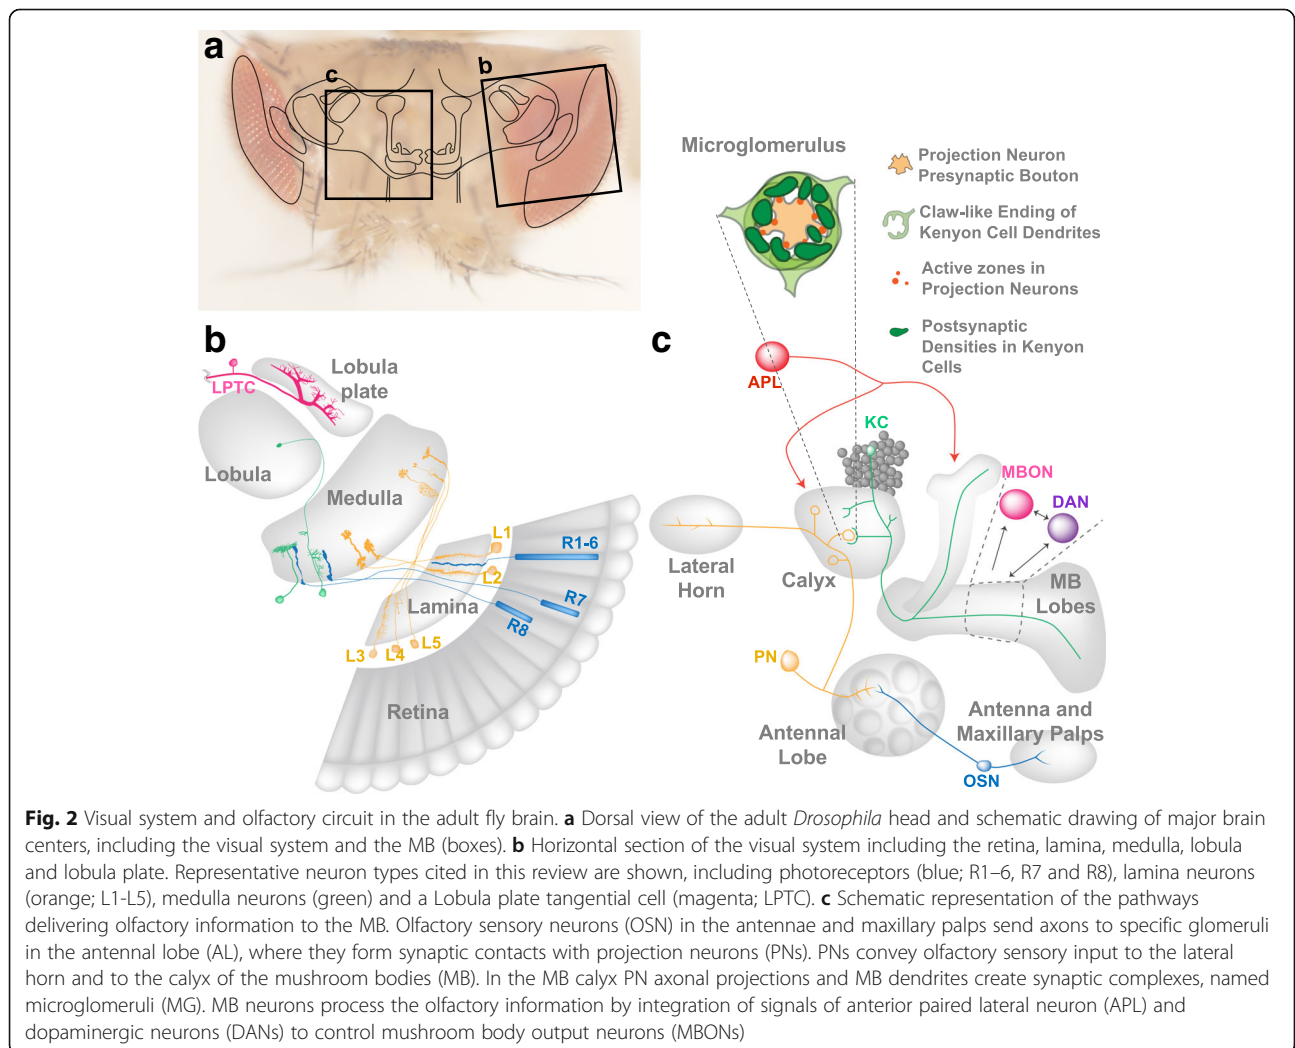 a
c
b
Microglomerulus
Projection Neuron
Presynaptic Bouton
Claw-like Ending of
Kenyon Cell Dendrites
Active zones in
Projection Neurons
Postsynaptic
Densities in Kenyon
Cells
b
LPTC
Lobula
plate
Lobula
Medulla
L1
R1-6
L2
R7
Lamina
R8
L3
L4
L5
Retina
c
APL
KC
MBON
DAN
Lateral
Horn
Calyx
MB
Lobes
PN
Antennal
Lobe
Antenna and
Maxillary Palps
OSN
Fig. 2 Visual system and olfactory circuit in the adult fly brain. a Dorsal view of the adult Drosophila head and schematic drawing of major brain
centers, including the visual system and the MB (boxes). b Horizontal section of the visual system including the retina, lamina, medulla, lobula
and lobula plate. Representative neuron types cited in this review are shown, including photoreceptors (blue; R1–6, R7 and R8), lamina neurons
(orange; L1-L5), medulla neurons (green) and a Lobula plate tangential cell (magenta; LPTC). c Schematic representation of the pathways
delivering olfactory information to the MB. Olfactory sensory neurons (OSN) in the antennae and maxillary palps send axons to specific glomeruli
in the antennal lobe (AL), where they form synaptic contacts with projection neurons (PNs). PNs convey olfactory sensory input to the lateral
horn and to the calyx of the mushroom bodies (MB). In the MB calyx PN axonal projections and MB dendrites create synaptic complexes, named
microglomeruli (MG). MB neurons process the olfactory information by integration of signals of anterior paired lateral neuron (APL) and
dopaminergic neurons (DANs) to control mushroom body output neurons (MBONs)